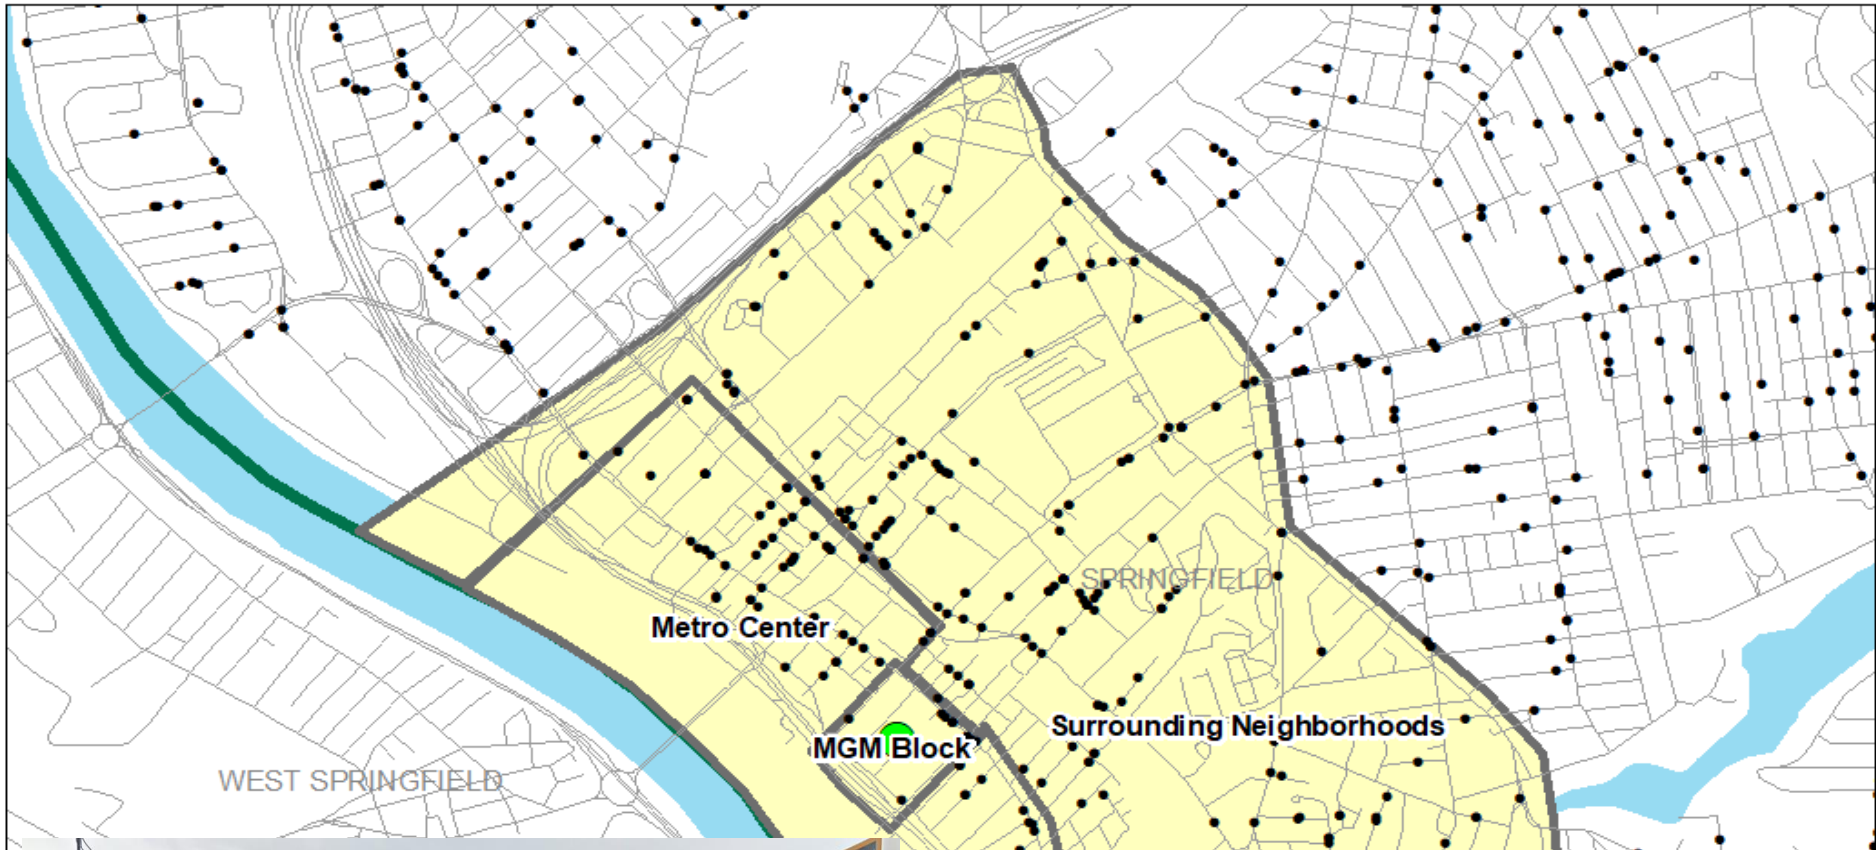 SPRINGFIELD
Metro Center
Surrounding Neighborhoods
MGM Block
WEST SPRINGFIELD